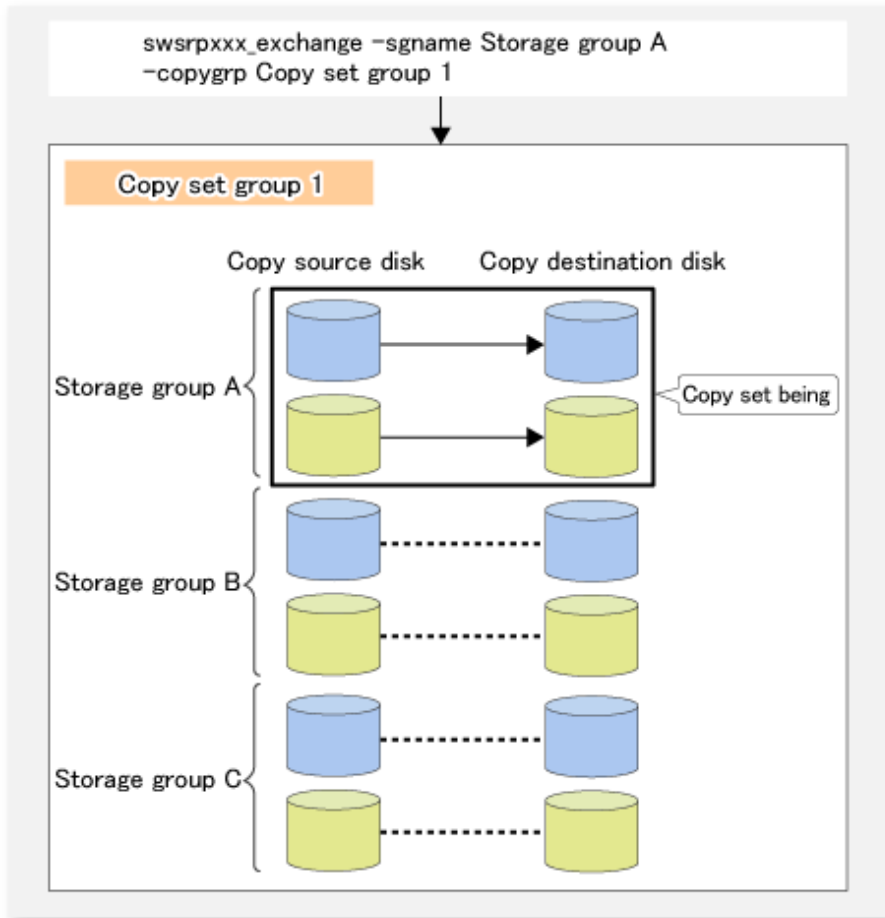 swsrpxxx_exchange -sgname Storage group A
-copygrp Copy set group 1
Copy set group 1
Copy source disk
Copy destination disk
Storage group A
Copy set being
Storage group B
Storage group C